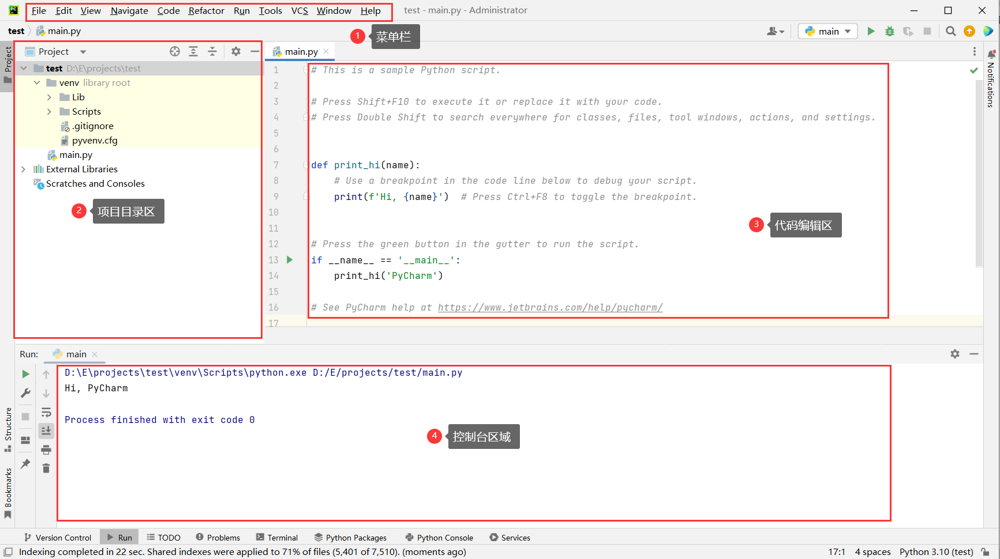 PC File Edit View Navigate Code Refactor Run Tools VCS Window Help test - main.py - Administrator
test main.py
1 菜单栏
main
Project
Project
main.py
test D:\E\projects\test
venv library root
Lib
Scripts
.gitignore
pyvenv.cfg
main.py
External Libraries
Scratches and Consoles
2 项目目录区
1 # This is a sample Python script.
2
3 # Press Shift+F10 to execute it or replace it with your code.
4 # Press Double Shift to search everywhere for classes, files, tool windows, actions, and settings.
5
6
7 def print_hi(name):
8 # Use a breakpoint in the code line below to debug your script.
9 print(f'Hi, {name}') # Press Ctrl+F8 to toggle the breakpoint.
10
11
12 # Press the green button in the gutter to run the script.
13 if __name__ == '__main__':
14 print_hi('PyCharm')
15
16 # See PyCharm help at https://www.jetbrains.com/help/pycharm/
17
3 代码编辑区
Notifications
Run: main
D:\E\projects\test\venv\Scripts\python.exe D:/E/projects/test/main.py
Hi, PyCharm
Process finished with exit code 0
4 控制台区域
Structure
Bookmarks
Version Control Run TODO Problems Terminal Python Packages Python Console Services
Indexing completed in 22 sec. Shared indexes were applied to 71% of files (5,401 of 7,510). (moments ago) 17:1 4 spaces Python 3.10 (test)